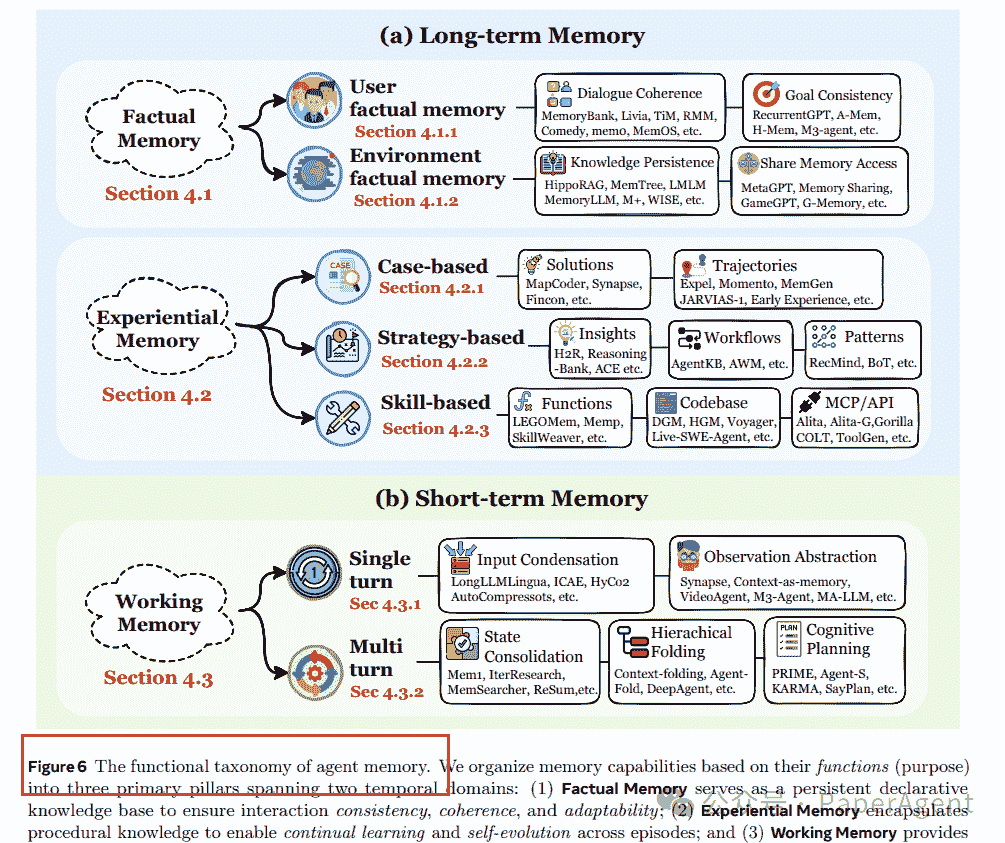 (a) Long-term Memory
Factual
Memory
Section 4.1
User
factual memory
Section 4.1.1
Dialogue Coherence
MemoryBank, Livia, TiM, RMM,
Comedy, memo, MemOS, etc.
Goal Consistency
RecurrentGPT, A-Mem,
H-Mem, M3-agent, etc.
Environment
factual memory
Section 4.1.2
Knowledge Persistence
HippoRAG, MemTree, LMLM
MemoryLLM, M+, WISE, etc.
Share Memory Access
MetaGPT, Memory Sharing,
GameGPT, G-Memory, etc.
Experiential
Memory
Section 4.2
CASE
Case-based
Section 4.2.1
Solutions
MapCoder, Synapse,
Fincon, etc.
Trajectories
Expel, Momento, MemGen
JARVIAS-1, Early Experience, etc.
Strategy-based
Section 4.2.2
Insights
H2R, Reasoning
-Bank, ACE etc.
Workflows
AgentKB, AWM, etc.
Patterns
RecMind, BoT, etc.
Skill-based
Section 4.2.3
Functions
LEGOMem, Memp,
SkillWeaver, etc.
Codebase
DGM, HGM, Voyager,
Live-SWE-Agent, etc.
MCP/API
Alita, Alita-G,Gorilla
COLT, ToolGen, etc.
(b) Short-term Memory
Working
Memory
Section 4.3
1
Single
turn
Sec 4.3.1
Input Condensation
LongLLMLingua, ICAE, HyCo2
AutoCompressots, etc.
Observation Abstraction
Synapse, Context-as-memory,
VideoAgent, M3-Agent, MA-LLM, etc.
Multi
turn
Sec 4.3.2
State
Consolidation
Mem1, IterResearch,
MemSearcher, ReSum,etc.
Hierachical
Folding
Context-folding, Agent-
Fold, DeepAgent, etc.
PLAN
Cognitive
Planning
PRIME, Agent-S,
KARMA, SayPlan, etc.
Figure 6 The functional taxonomy of agent memory. We organize memory capabilities based on their functions (purpose)
into three primary pillars spanning two temporal domains: (1) Factual Memory serves as a persistent declarative
knowledge base to ensure interaction consistency, coherence, and adaptability; (2) Experiential Memory encapsulates
procedural knowledge to enable continual learning and self-evolution across episodes; and (3) Working Memory provides
公众号 · PaperAgent